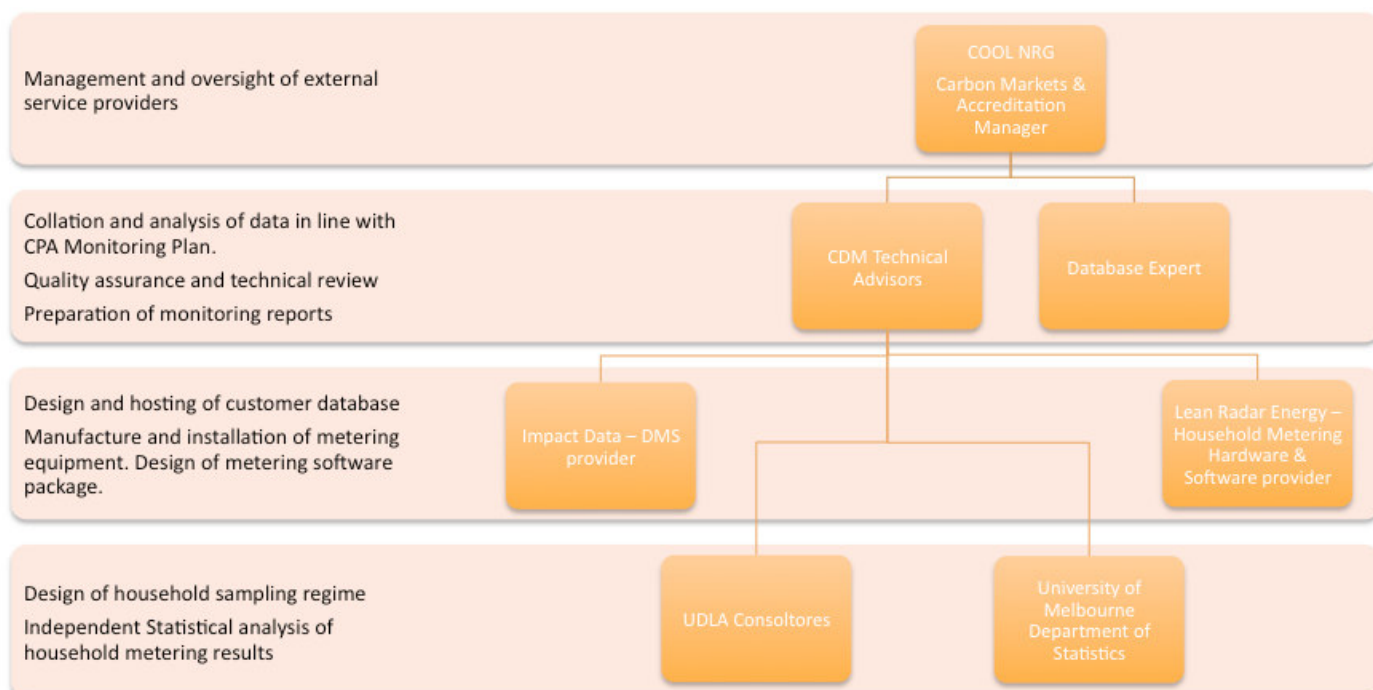 Management and oversight of external
service providers
COOL NRG
Carbon Markets &
Accreditation
Manager
Collation and analysis of data in line with
CPA Monitoring Plan.
Quality assurance and technical review
Preparation of monitoring reports
CDM Technical
Advisors
Database Expert
Design and hosting of customer database
Manufacture and installation of metering
equipment. Design of metering software
package.
Impact Data – DMS
provider
Lean Radar Energy –
Household Metering
Hardware &
Software provider
Design of household sampling regime
Independent Statistical analysis of
household metering results
UDLA Consoltores
University of
Melbourne
Department of
Statistics